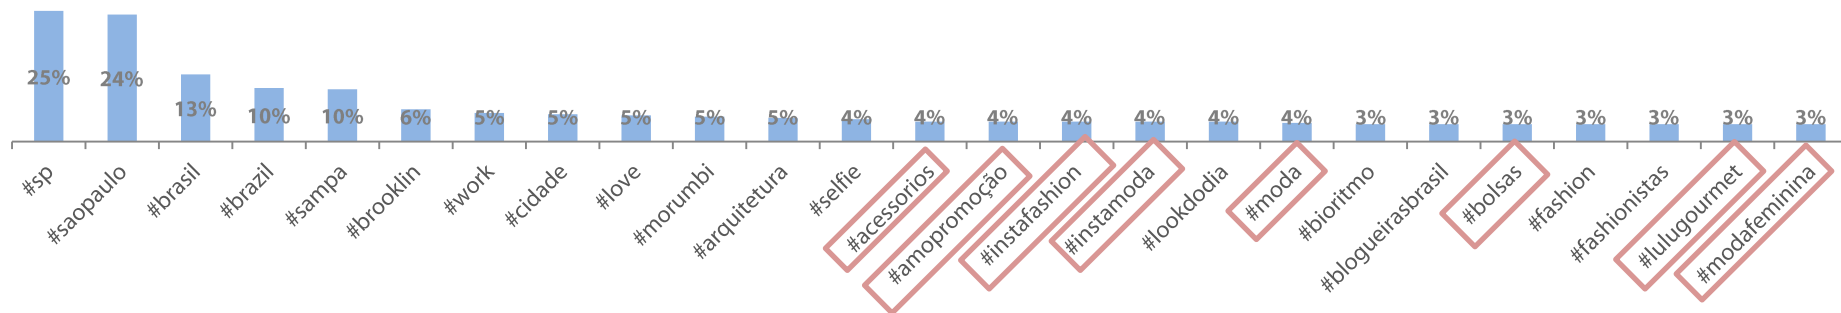 25% 24% 13% 10% 10% 6% 5% 5% 5% 5% 5% 4% 4% 4% 4% 4% 4% 4% 3% 3% 3% 3% 3% 3% 3%
#sp
#saopaulo
#brasil
#brazil
#sampa
#brooklin
#work
#cidade
#love
#morumbi
#arquitetura
#selfie
#acessorios
#amopromoção
#instafashion
#instamoda
#lookdodia
#moda
#bioritmo
#blogueirasbrasil
#bolsas
#fashion
#fashionistas
#lulugourmet
#modafeminina